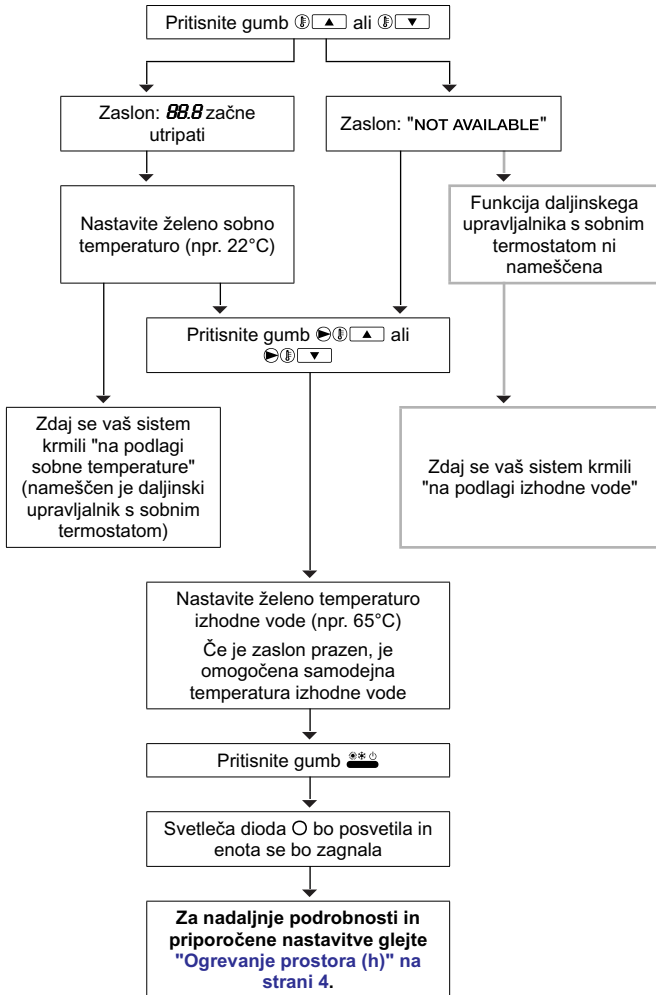 Pritisnite gumb ▲ ali ▼
Zaslon: 88.8 začne
utripati
Zaslon: "NOT AVAILABLE"
Nastavite želeno sobno
temperaturo (npr. 22°C)
Funkcija daljinskega
upravljalnika s sobnim
termostatom ni
nameščena
Pritisnite gumb ▲ ali
▼
Zdaj se vaš sistem
krmili "na podlagi
sobne temperature"
(nameščen je daljinski
upravljalnik s sobnim
termostatom)
Zdaj se vaš sistem krmili
"na podlagi izhodne vode"
Nastavite želeno temperaturo
izhodne vode (npr. 65°C)
Če je zaslon prazen, je
omogočena samodejna
temperatura izhodne vode
Pritisnite gumb
Svetleča dioda O bo posvetila in
enota se bo zagnala
Za nadaljnje podrobnosti in
priporočene nastavitve glejte
"Ogrevanje prostora (h)" na
strani 4.